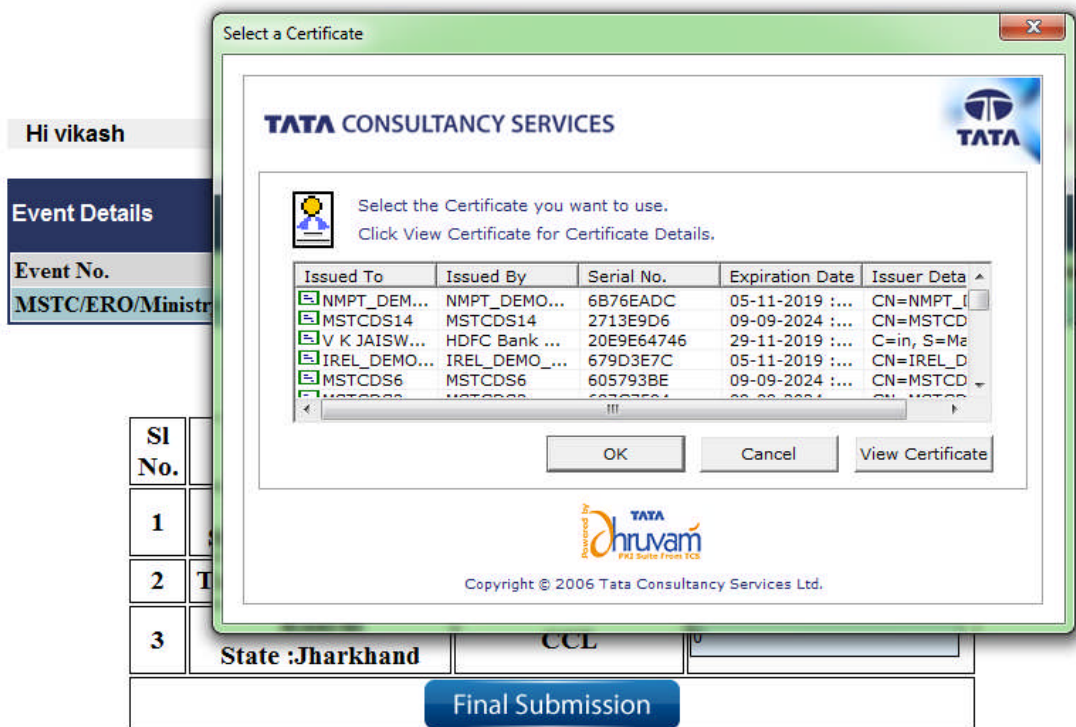 Select a Certificate
TATA CONSULTANCY SERVICES
TATA
Hi vikash
Select the Certificate you want to use.
Click View Certificate for Certificate Details.
Event Details
Event No.
MSTC/ERO/Ministr
Issued To Issued By Serial No. Expiration Date Issuer Deta
NMPT_DEM... NMPT_DEMO... 6B76EADC 05-11-2019 :... CN=NMPT_D
MSTCDS14 MSTCDS14 2713E9D6 09-09-2024 :... CN=MSTCD
V K JAISW... HDFC Bank ... 20E9E64746 29-11-2019 :... C=in, S=Ma
IREL_DEMO... IREL_DEMO_... 679D3E7C 05-11-2019 :... CN=IREL_D
MSTCDS6 MSTCDS6 605793BE 09-09-2024 :... CN=MSTCD
OK Cancel View Certificate
Powered by
TATA
Dhruvam
PKI Suite From TCS
Copyright © 2006 Tata Consultancy Services Ltd.
Sl
No.
1
2 T
3 State :Jharkhand CCL 0
Final Submission